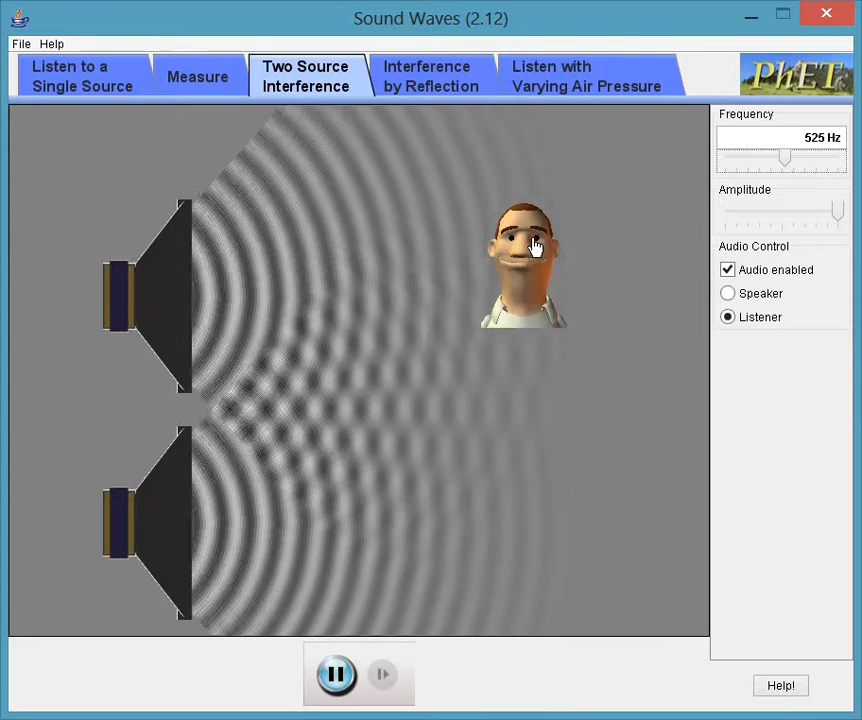 Sound Waves (2.12)
File Help
Listen to a
Single Source
Measure
Two Source
Interference
Interference
by Reflection
Listen with
Varying Air Pressure
PhET
Frequency
525 Hz
Amplitude
Audio Control
Audio enabled
Speaker
Listener
Help!